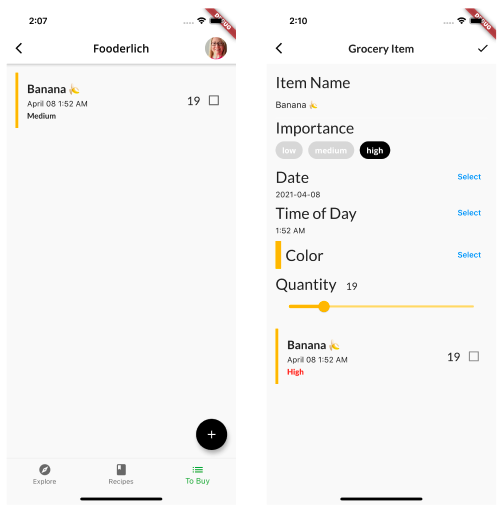 2:07
DEBUG
Fooderlich
Banana 🍌
April 08 1:52 AM
Medium
19
+
Explore
Recipes
To Buy
2:10
DEBUG
Grocery Item
Item Name
Banana 🍌
Importance
low medium high
Date Select
2021-04-08
Time of Day Select
1:52 AM
Color Select
Quantity 19
Banana 🍌
April 08 1:52 AM
High
19